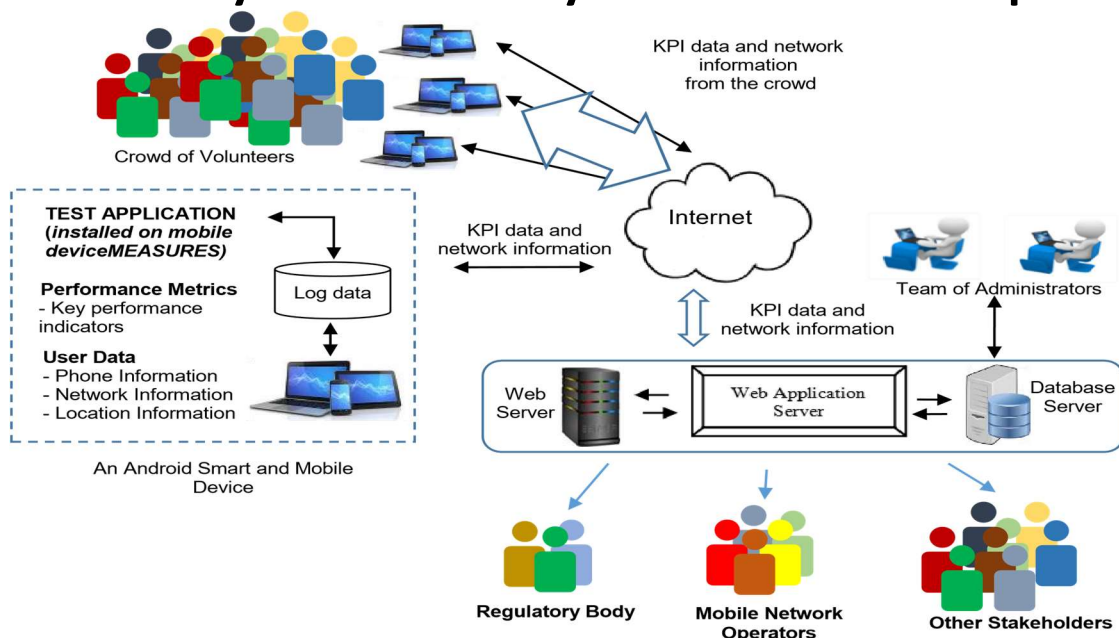 KPI data and network
information
from the crowd
Crowd of Volunteers
TEST APPLICATION
(installed on mobile
deviceMEASURES)
Performance Metrics
- Key performance
indicators
User Data
- Phone Information
- Network Information
- Location Information
Log data
An Android Smart and Mobile
Device
KPI data and
network information
Internet
Team of Administrators
KPI data and
network information
Web
Server
Web Application
Server
Database
Server
Regulatory Body
Mobile Network
Operators
Other Stakeholders